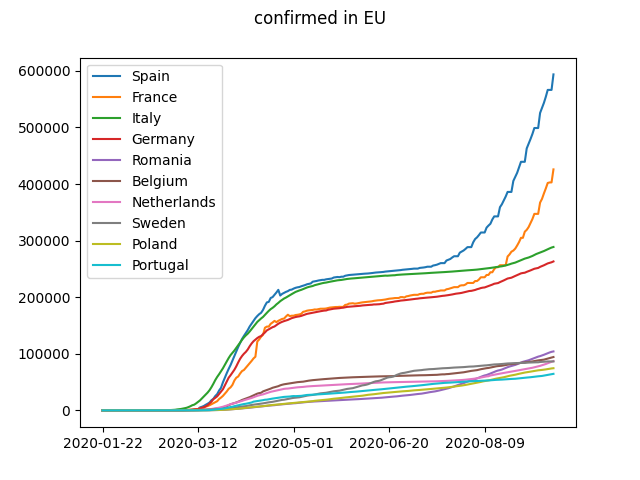 confirmed in EU
600000
500000
400000
300000
200000
100000
0
Spain
France
Italy
Germany
Romania
Belgium
Netherlands
Sweden
Poland
Portugal
2020-01-22 2020-03-12 2020-05-01 2020-06-20 2020-08-09